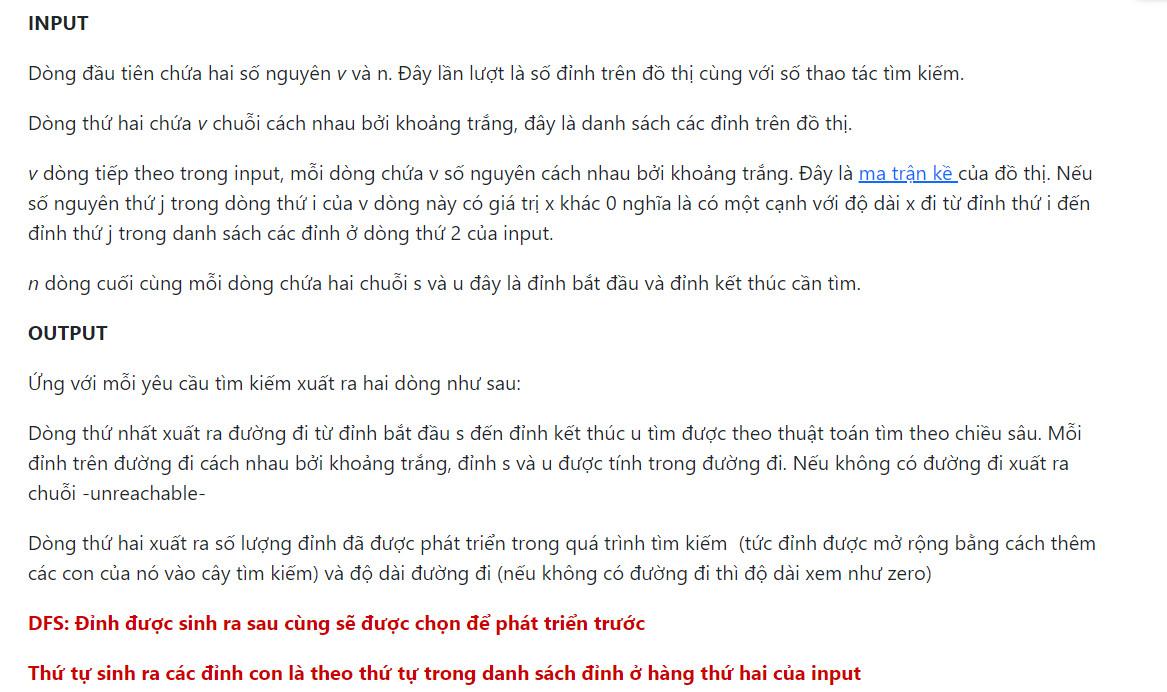 INPUT
Dòng đầu tiên chứa hai số nguyên v và n. Đây lần lượt là số đỉnh trên đồ thị cùng với số thao tác tìm kiếm.
Dòng thứ hai chứa v chuỗi cách nhau bởi khoảng trắng, đây là danh sách các đỉnh trên đồ thị.
v dòng tiếp theo trong input, mỗi dòng chứa v số nguyên cách nhau bởi khoảng trắng. Đây là ma trận kề của đồ thị. Nếu
số nguyên thứ j trong dòng thứ i của v dòng này có giá trị x khác 0 nghĩa là có một cạnh với độ dài x đi từ đỉnh thứ i đến
đỉnh thứ j trong danh sách các đỉnh ở dòng thứ 2 của input.
n dòng cuối cùng mỗi dòng chứa hai chuỗi s và u đây là đỉnh bắt đầu và đỉnh kết thúc cần tìm.
OUTPUT
Ứng với mỗi yêu cầu tìm kiếm xuất ra hai dòng như sau:
Dòng thứ nhất xuất ra đường đi từ đỉnh bắt đầu s đến đỉnh kết thúc u tìm được theo thuật toán tìm theo chiều sâu. Mỗi
đỉnh trên đường đi cách nhau bởi khoảng trắng, đỉnh s và u được tính trong đường đi. Nếu không có đường đi xuất ra
chuỗi -unreachable-
Dòng thứ hai xuất ra số lượng đỉnh đã được phát triển trong quá trình tìm kiếm (tức đỉnh được mở rộng bằng cách thêm
các con của nó vào cây tìm kiếm) và độ dài đường đi (nếu không có đường đi thì độ dài xem như zero)
DFS: Đỉnh được sinh ra sau cùng sẽ được chọn để phát triển trước
Thứ tự sinh ra các đỉnh con là theo thứ tự trong danh sách đỉnh ở hàng thứ hai của input